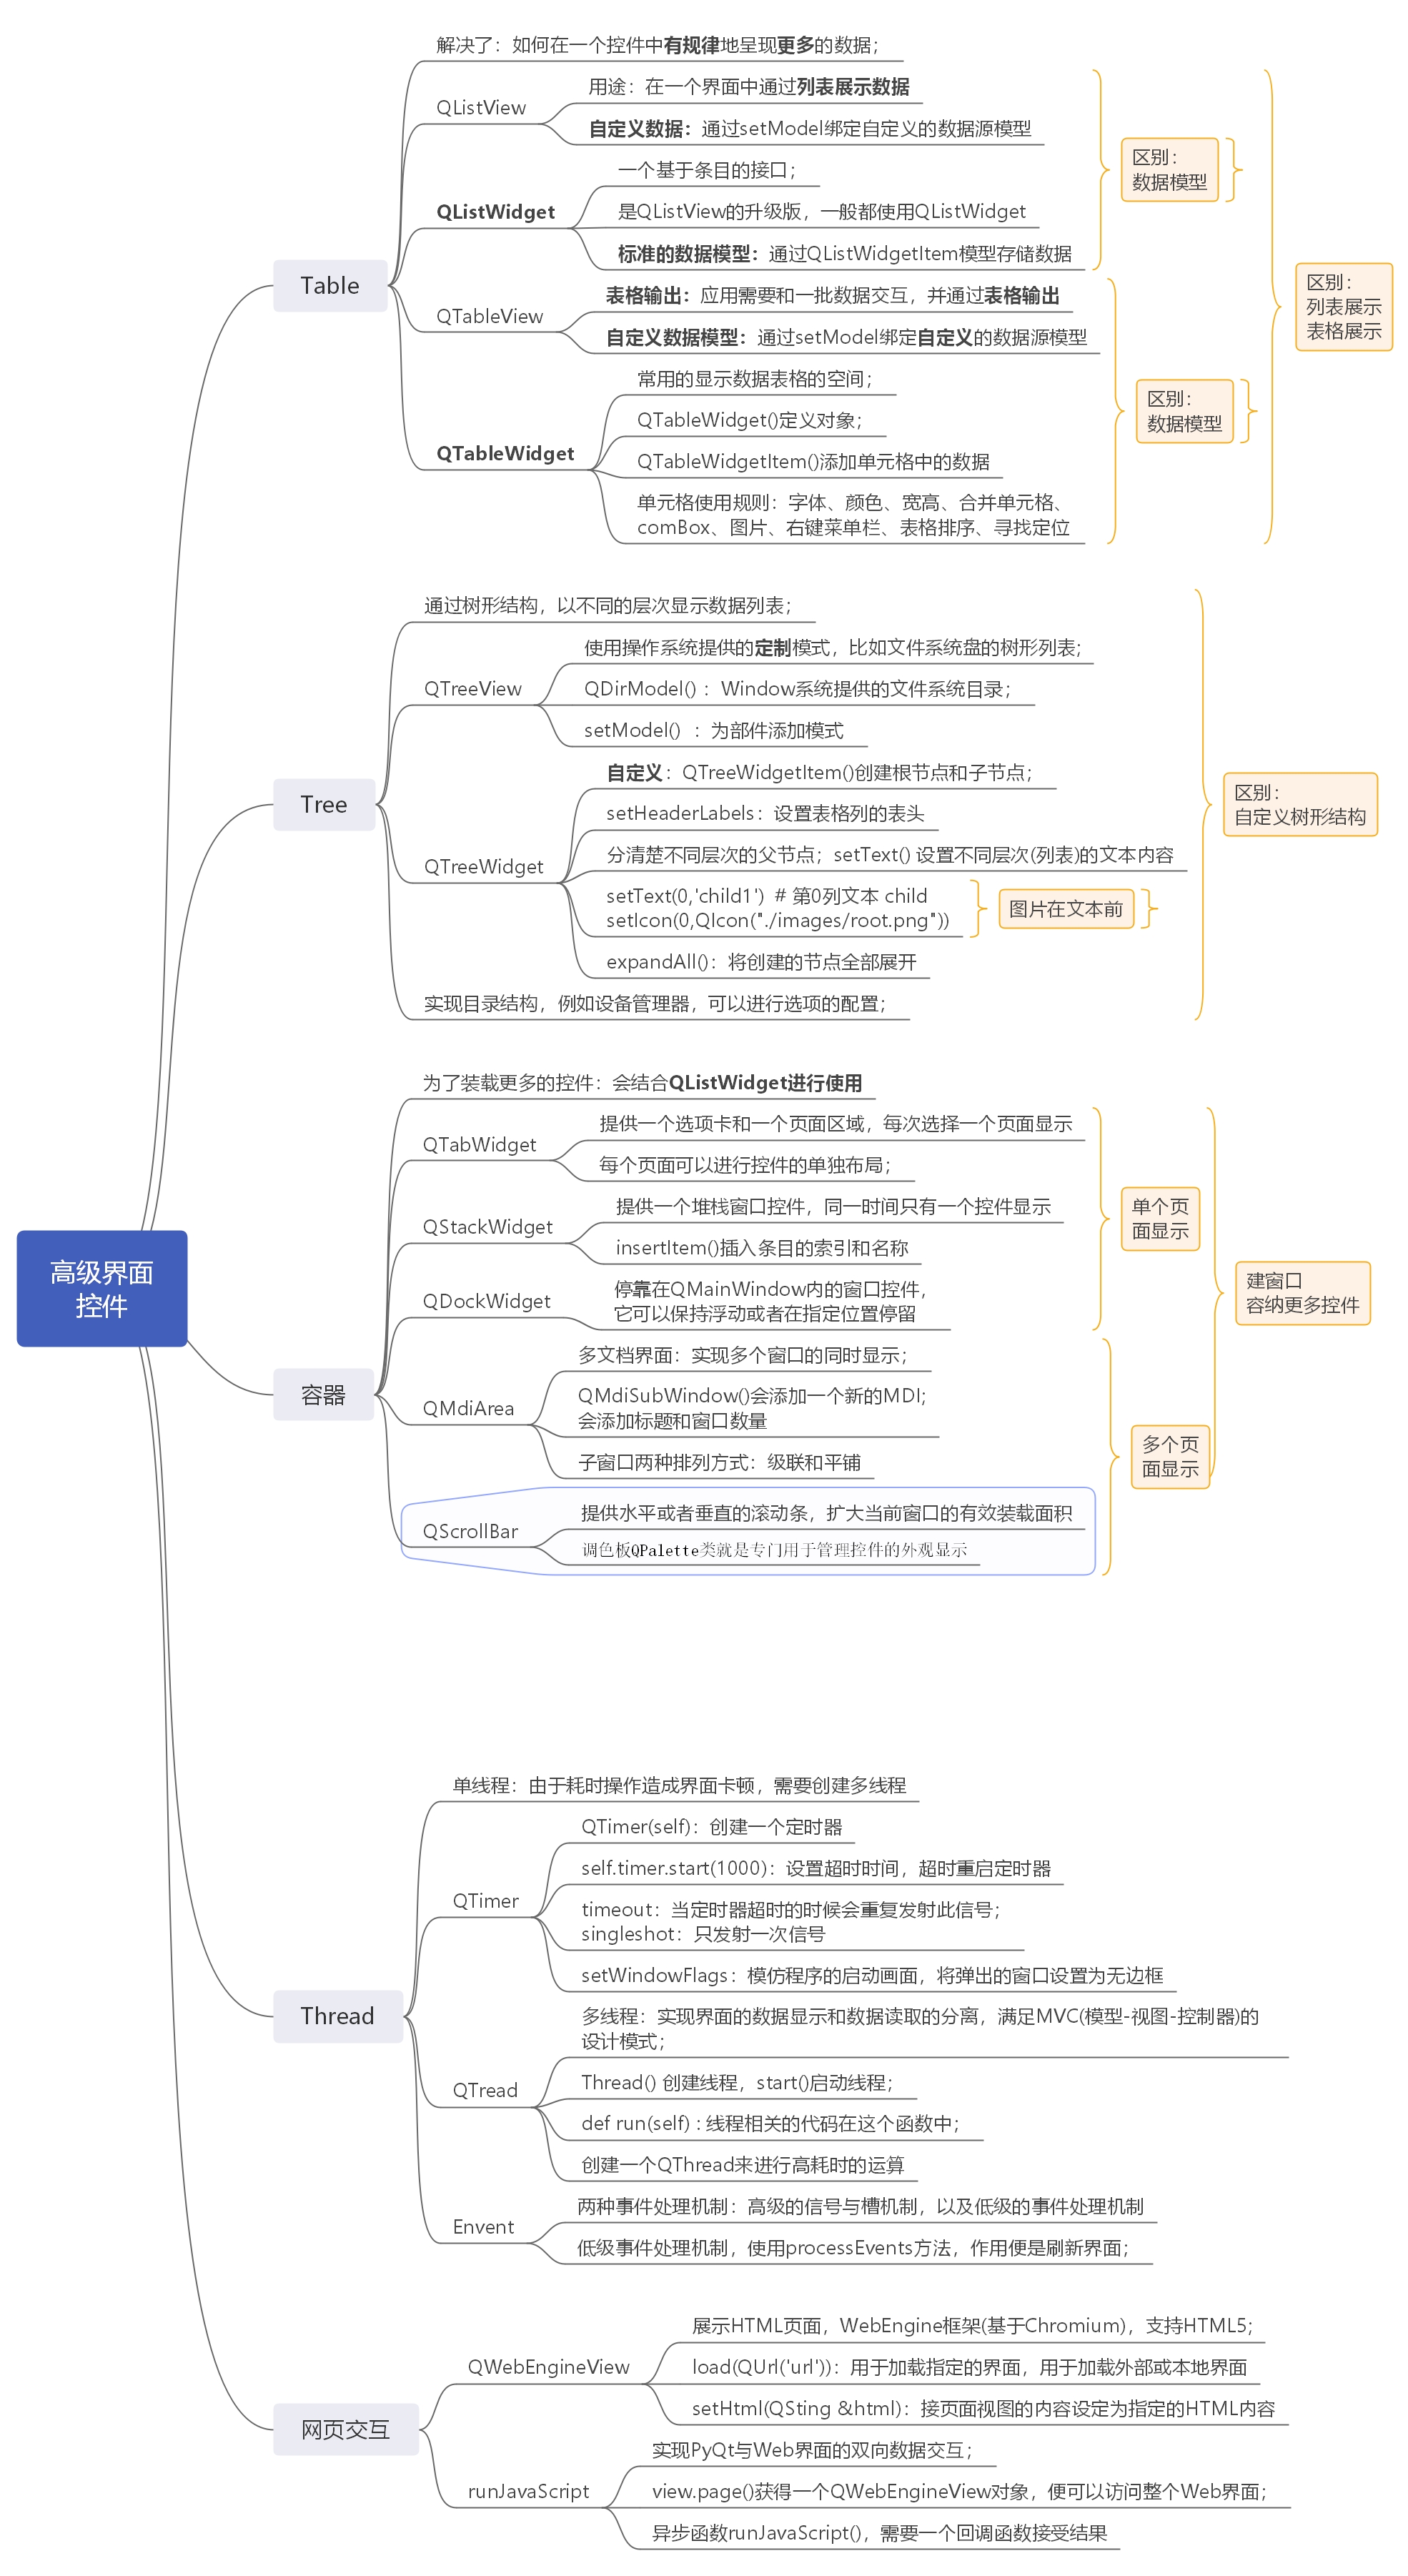 高级界面
控件
Table
解决了：如何在一个控件中有规律地呈现更多的数据；
QListView
用途：在一个界面中通过列表展示数据
自定义数据：通过setModel绑定自定义的数据源模型
QListWidget
一个基于条目的接口；
是QListView的升级版，一般都使用QListWidget
标准的数据模型：通过QListWidgetItem模型存储数据
区别：
数据模型
QTableView
表格输出：应用需要和一批数据交互，并通过表格输出
自定义数据模型：通过setModel绑定自定义的数据源模型
QTableWidget
常用的显示数据表格的空间；
QTableWidget()定义对象；
QTableWidgetItem()添加单元格中的数据
单元格使用规则：字体、颜色、宽高、合并单元格、
comBox、图片、右键菜单栏、表格排序、寻找定位
区别：
数据模型
区别：
列表展示
表格展示
Tree
通过树形结构，以不同的层次显示数据列表；
QTreeView
使用操作系统提供的定制模式，比如文件系统盘的树形列表；
QDirModel() ：Window系统提供的文件系统目录；
setModel() ：为部件添加模式
QTreeWidget
自定义：QTreeWidgetItem()创建根节点和子节点；
setHeaderLabels：设置表格列的表头
分清楚不同层次的父节点；setText() 设置不同层次(列表)的文本内容
setText(0,'child1')  # 第0列文本 child
setIcon(0,QIcon("./images/root.png"))
图片在文本前
expandAll()：将创建的节点全部展开
实现目录结构，例如设备管理器，可以进行选项的配置；
区别：
自定义树形结构
容器
为了装载更多的控件：会结合QListWidget进行使用
QTabWidget
提供一个选项卡和一个页面区域，每次选择一个页面显示
每个页面可以进行控件的单独布局；
QStackWidget
提供一个堆栈窗口控件，同一时间只有一个控件显示
insertItem()插入条目的索引和名称
QDockWidget
停靠在QMainWindow内的窗口控件，
它可以保持浮动或者在指定位置停留
单个页
面显示
QMdiArea
多文档界面：实现多个窗口的同时显示；
QMdiSubWindow()会添加一个新的MDI；
会添加标题和窗口数量
子窗口两种排列方式：级联和平铺
QScrollBar
提供水平或者垂直的滚动条，扩大当前窗口的有效装载面积
调色板QPalette类就是专门用于管理控件的外观显示
多个页
面显示
建窗口
容纳更多控件
Thread
单线程：由于耗时操作造成界面卡顿，需要创建多线程
QTimer
QTimer(self)：创建一个定时器
self.timer.start(1000)：设置超时时间，超时重启定时器
timeout：当定时器超时的时候会重复发射此信号；
singleshot：只发射一次信号
setWindowFlags：模仿程序的启动画面，将弹出的窗口设置为无边框
QTread
多线程：实现界面的数据显示和数据读取的分离，满足MVC(模型-视图-控制器)的
设计模式；
Thread() 创建线程，start()启动线程；
def run(self) : 线程相关的代码在这个函数中；
创建一个QThread来进行高耗时的运算
Envent
两种事件处理机制：高级的信号与槽机制，以及低级的事件处理机制
低级事件处理机制，使用processEvents方法，作用便是刷新界面；
网页交互
QWebEngineView
展示HTML页面，WebEngine框架(基于Chromium)，支持HTML5；
load(QUrl('url'))：用于加载指定的界面，用于加载外部或本地界面
setHtml(QSting &html)：接页面视图的内容设定为指定的HTML内容
runJavaScript
实现PyQt与Web界面的双向数据交互；
view.page()获得一个QWebEngineView对象，便可以访问整个Web界面；
异步函数runJavaScript()，需要一个回调函数接受结果